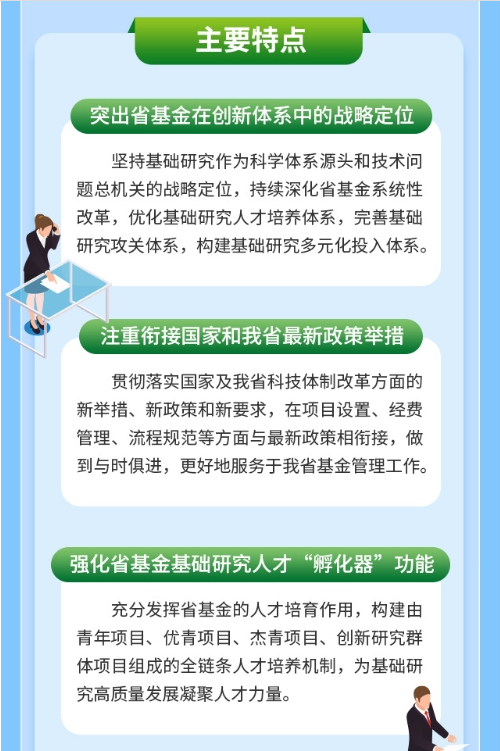 主要特点
突出省基金在创新体系中的战略定位
坚持基础研究作为科学体系源头和技术问
题总机关的战略定位，持续深化省基金系统性
改革，优化基础研究人才培养体系，完善基础
研究攻关体系，构建基础研究多元化投入体系。
注重衔接国家和我省最新政策举措
贯彻落实国家及我省科技体制改革方面的
新举措、新政策和新要求，在项目设置、经费
管理、流程规范等方面与最新政策相衔接，做
到与时俱进，更好地服务于我省基金管理工作。
强化省基金基础研究人才“孵化器”功能
充分发挥省基金的人才培育作用，构建由
青年项目、优青项目、杰青项目、创新研究群
体项目组成的全链条人才培养机制，为基础研
究高质量发展凝聚人才力量。